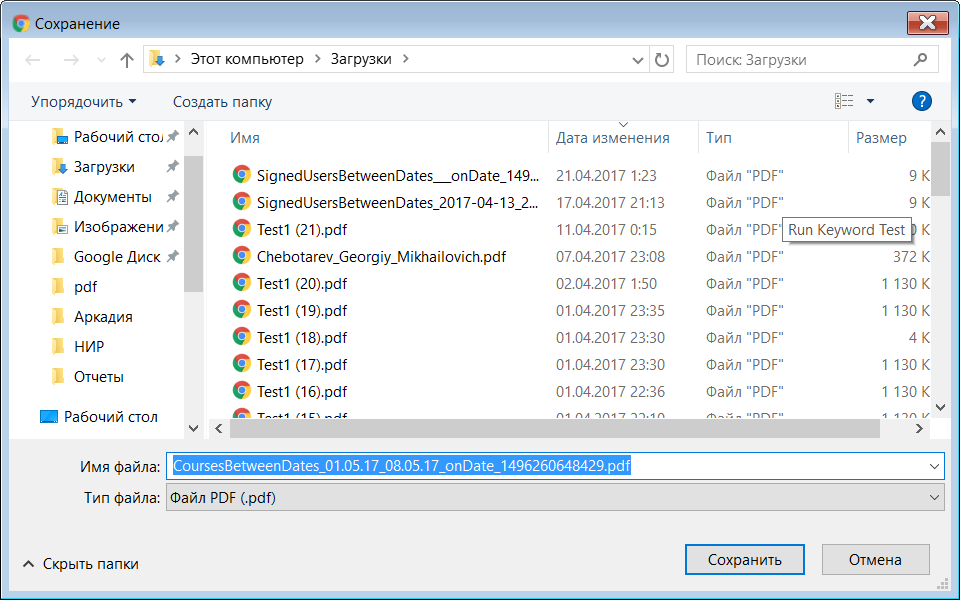 Сохранение
Этот компьютер Загрузки
Поиск: Загрузки
Упорядочить Создать папку ?
Рабочий стол
Загрузки
Документы
Изображени
Google Диск
pdf
Аркадия
НИР
Отчеты
Рабочий стол
Имя Дата изменения Тип Размер
SignedUsersBetweenDates___onDate_149... 21.04.2017 1:23 Файл "PDF" 9 K
SignedUsersBetweenDates_2017-04-13_2... 17.04.2017 21:13 Файл "PDF" 9 K
Test1 (21).pdf 11.04.2017 0:15 Файл "PDF" 0 K
Run Keyword Test
Chebotarev_Georgiy_Mikhailovich.pdf 07.04.2017 23:08 Файл "PDF" 372 K
Test1 (20).pdf 02.04.2017 1:50 Файл "PDF" 1 130 K
Test1 (19).pdf 01.04.2017 23:35 Файл "PDF" 1 130 K
Test1 (18).pdf 01.04.2017 23:30 Файл "PDF" 4 K
Test1 (17).pdf 01.04.2017 23:30 Файл "PDF" 1 130 K
Test1 (16).pdf 01.04.2017 22:36 Файл "PDF" 1 130 K
Test1 (15).pdf 01.04.2017 22:10 Файл "PDF" 1 130 K
Имя файла: CoursesBetweenDates_01.05.17_08.05.17_onDate_1496260648429.pdf
Тип файла: Файл PDF (.pdf)
Скрыть папки
Сохранить Отмена